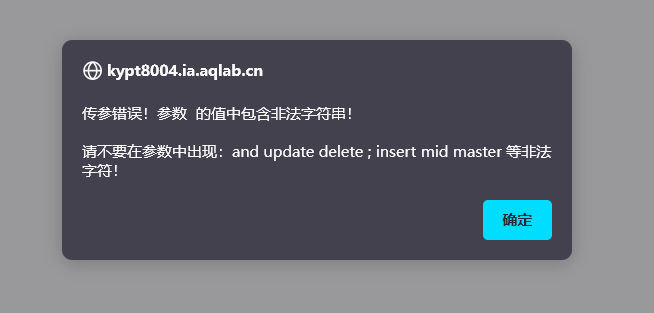 kypt8004.ia.aqlab.cn
传参错误！参数  的值中包含非法字符串！
请不要在参数中出现：and update delete ; insert mid master 等非法
字符！
确定